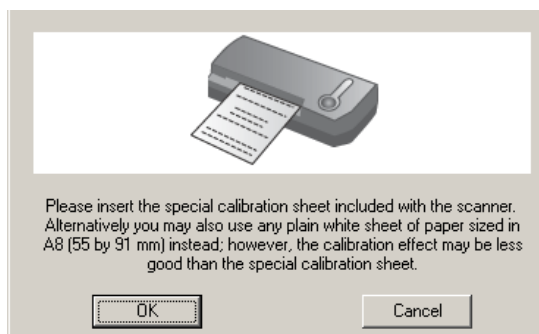 Please insert the special calibration sheet included with the scanner.
Alternatively you may also use any plain white sheet of paper sized in
A8 (55 by 91 mm) instead; however, the calibration effect may be less
good than the special calibration sheet.
OK
Cancel